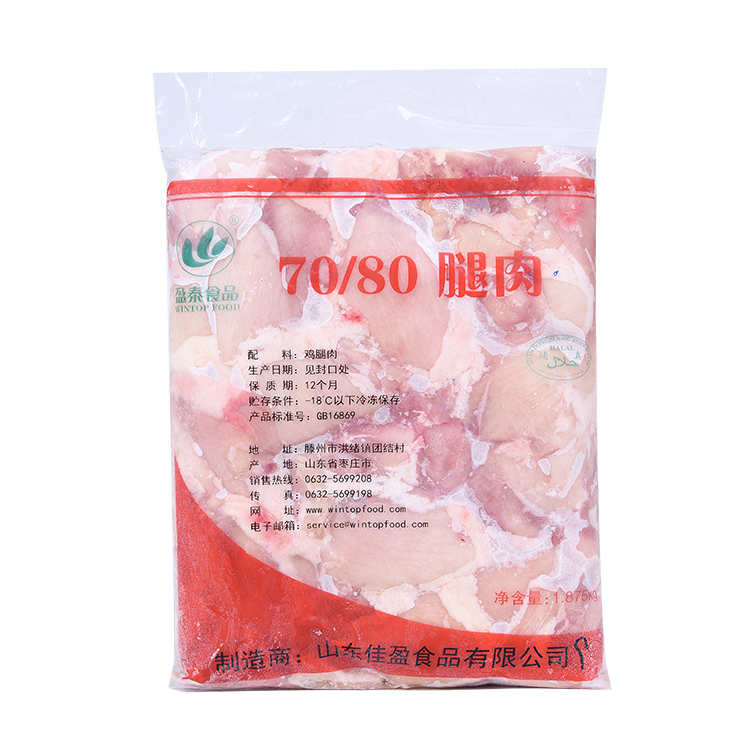 ®
盈泰食品
WINTOP FOOD
70/80 腿肉
HALAL
清 真
حلال
配 料：鸡腿肉
生产日期：见封口处
保 质 期：12个月
贮存条件：-18℃以下冷冻保存
产品标准号：GB16869
地 址：滕州市洪绪镇团结村
产 地：山东省枣庄市
销售热线：0632-5699208
传 真：0632-5699198
网 址：www.wintopfood.com
电子邮箱：service@wintopfood.com
净含量：1.875kg
制造商：山东佳盈食品有限公司